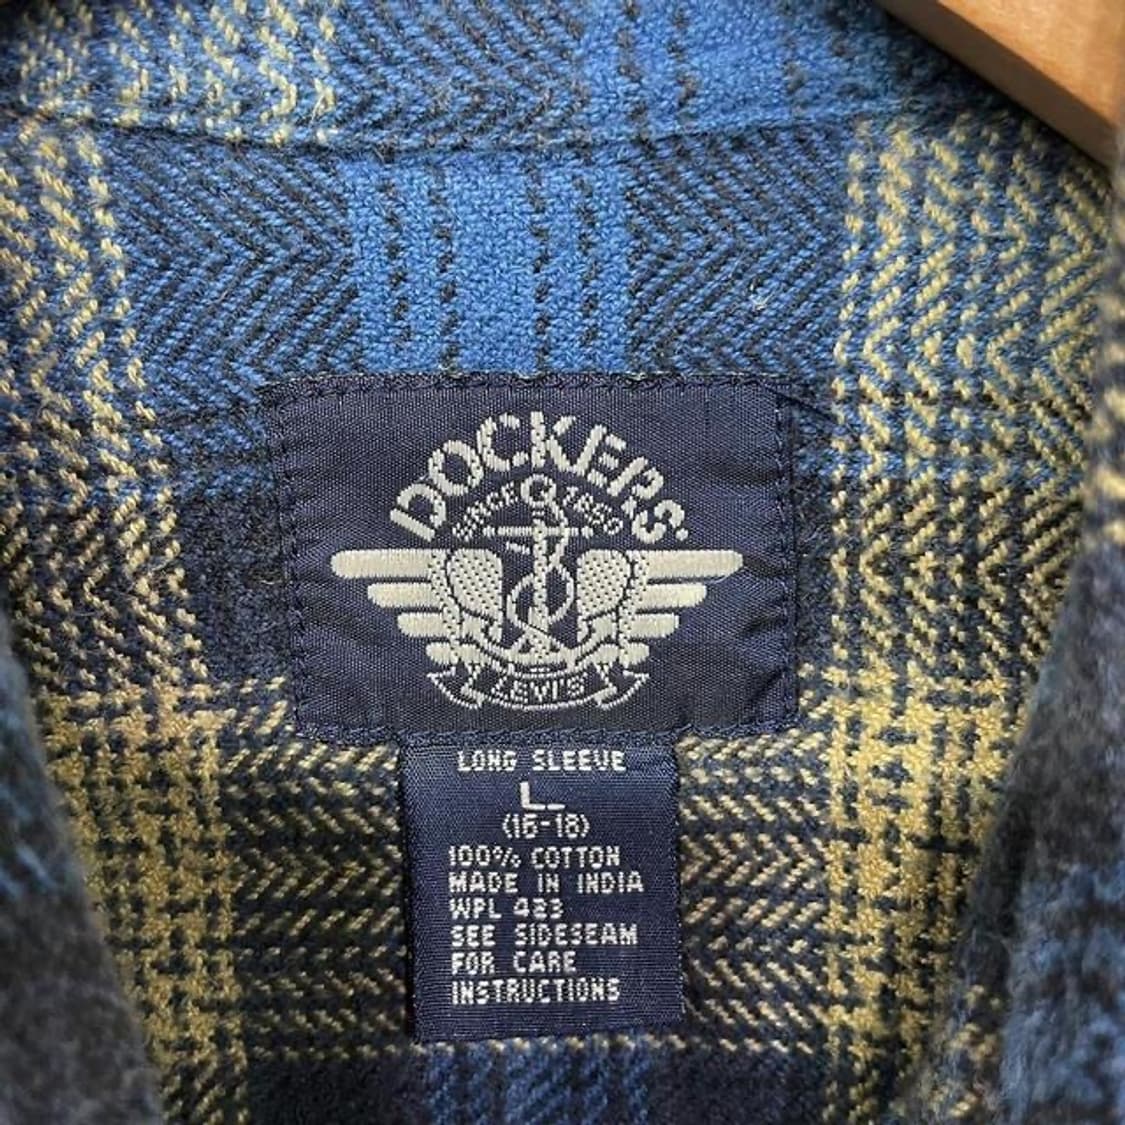 DOCKERS
SINCE 1850
LEVI'S
LONG SLEEVE
L
(16-18)
100% COTTON
MADE IN INDIA
WPL 423
SEE SIDESEAM
FOR CARE
INSTRUCTIONS